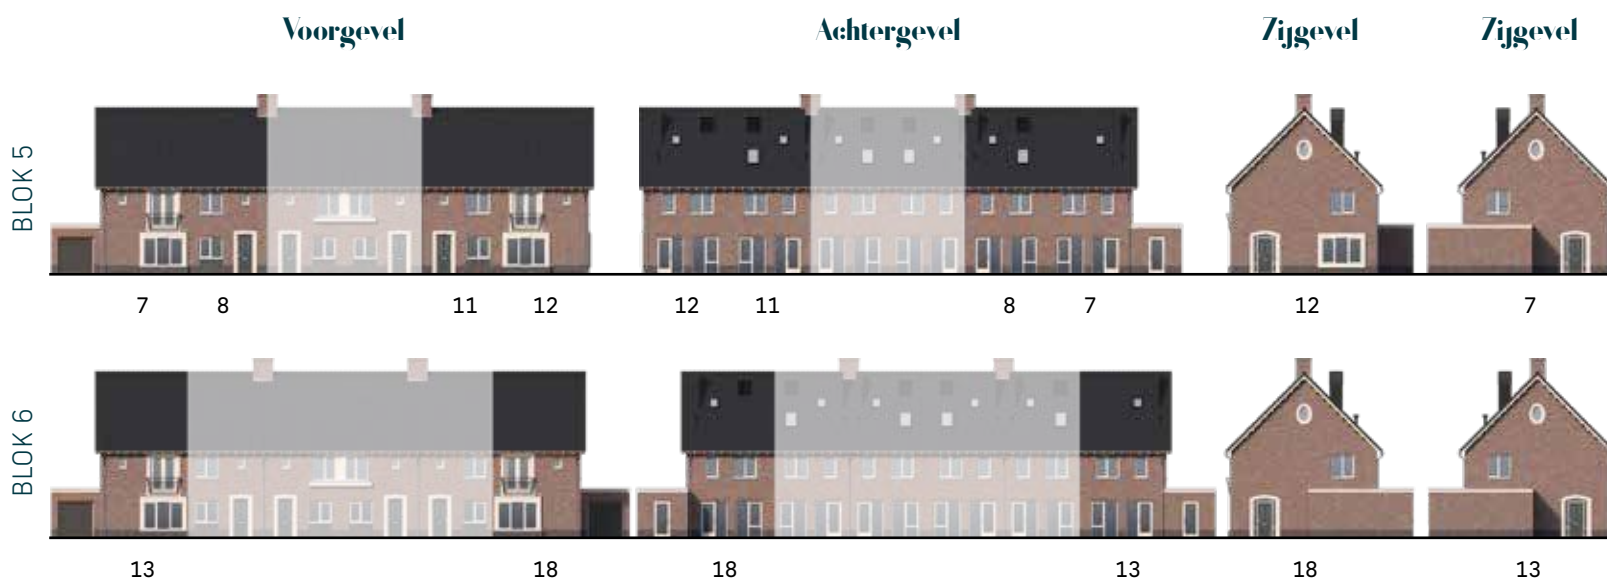 Voorgevel Achtergevel Zijgevel Zijgevel
BLOK 5
7 8 11 12 12 11 8 7 12 7
BLOK 6
13 18 18 13 18 13